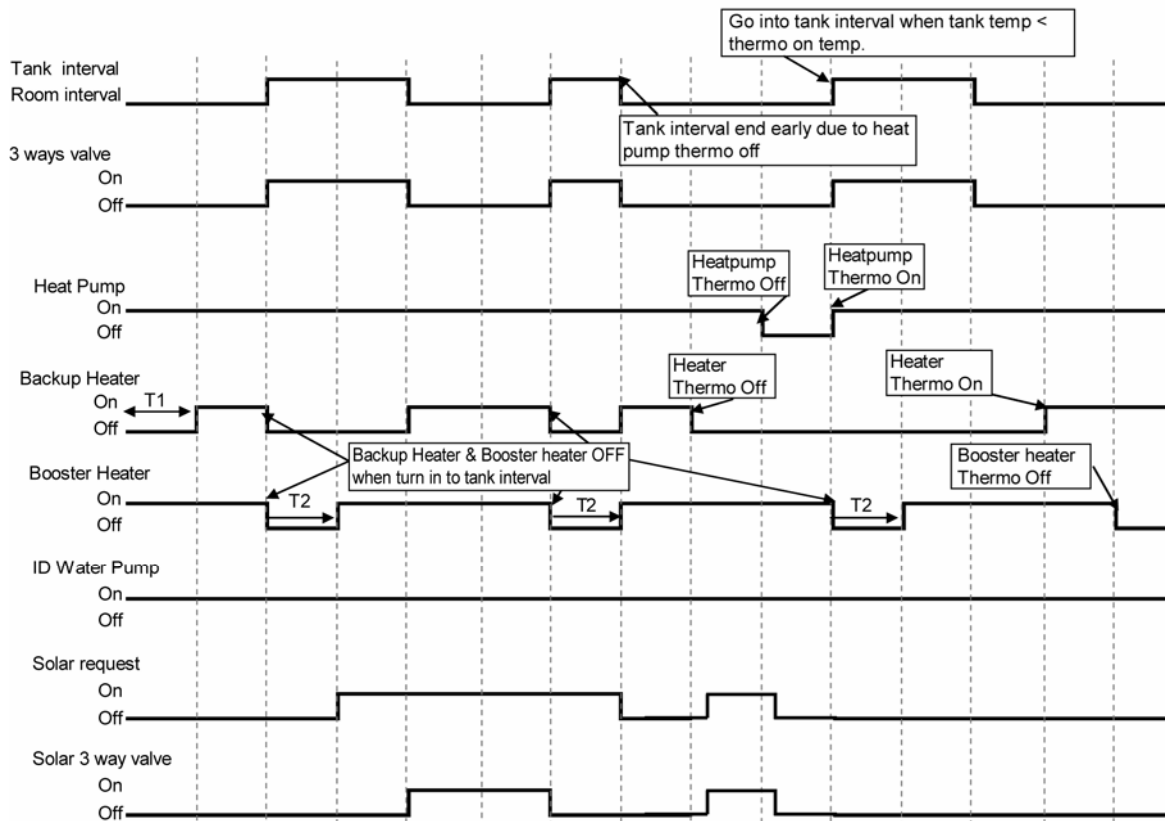 Go into tank interval when tank temp <
thermo on temp.
Tank interval
Room interval
Tank interval end early due to heat
pump thermo off
3 ways valve
On
Off
Heatpump
Thermo Off
Heatpump
Thermo On
Heat Pump
On
Off
Heater
Thermo Off
Heater
Thermo On
Backup Heater
On
T1
Off
Backup Heater & Booster heater OFF
when turn in to tank interval
Booster heater
Thermo Off
Booster Heater
On
T2
T2
T2
Off
ID Water Pump
On
Off
Solar request
On
Off
Solar 3 way valve
On
Off